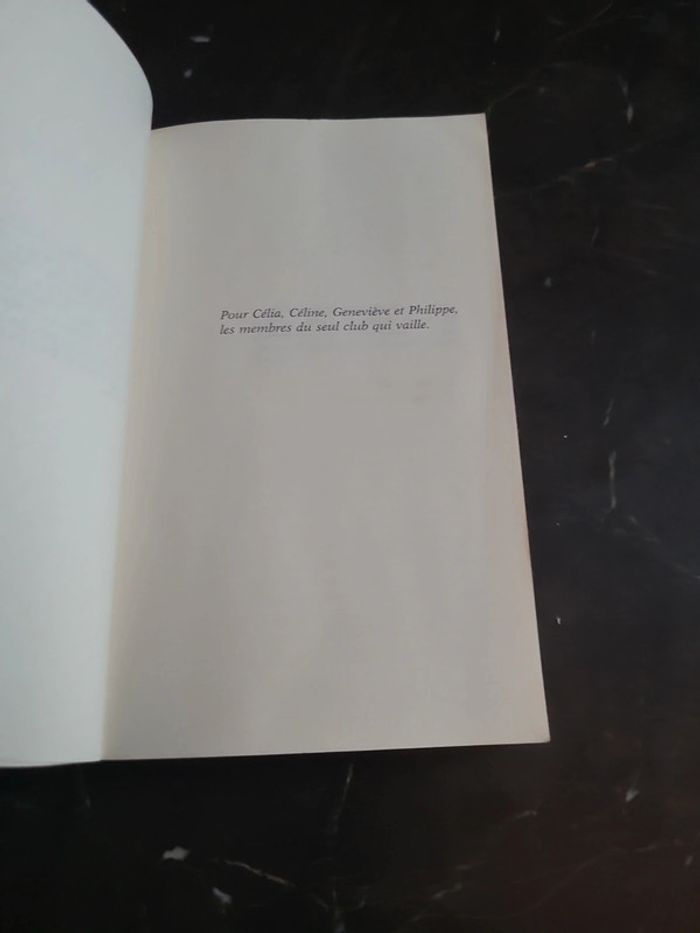 Pour Célia, Céline, Geneviève et Philippe,
les membres du seul club qui vaille.